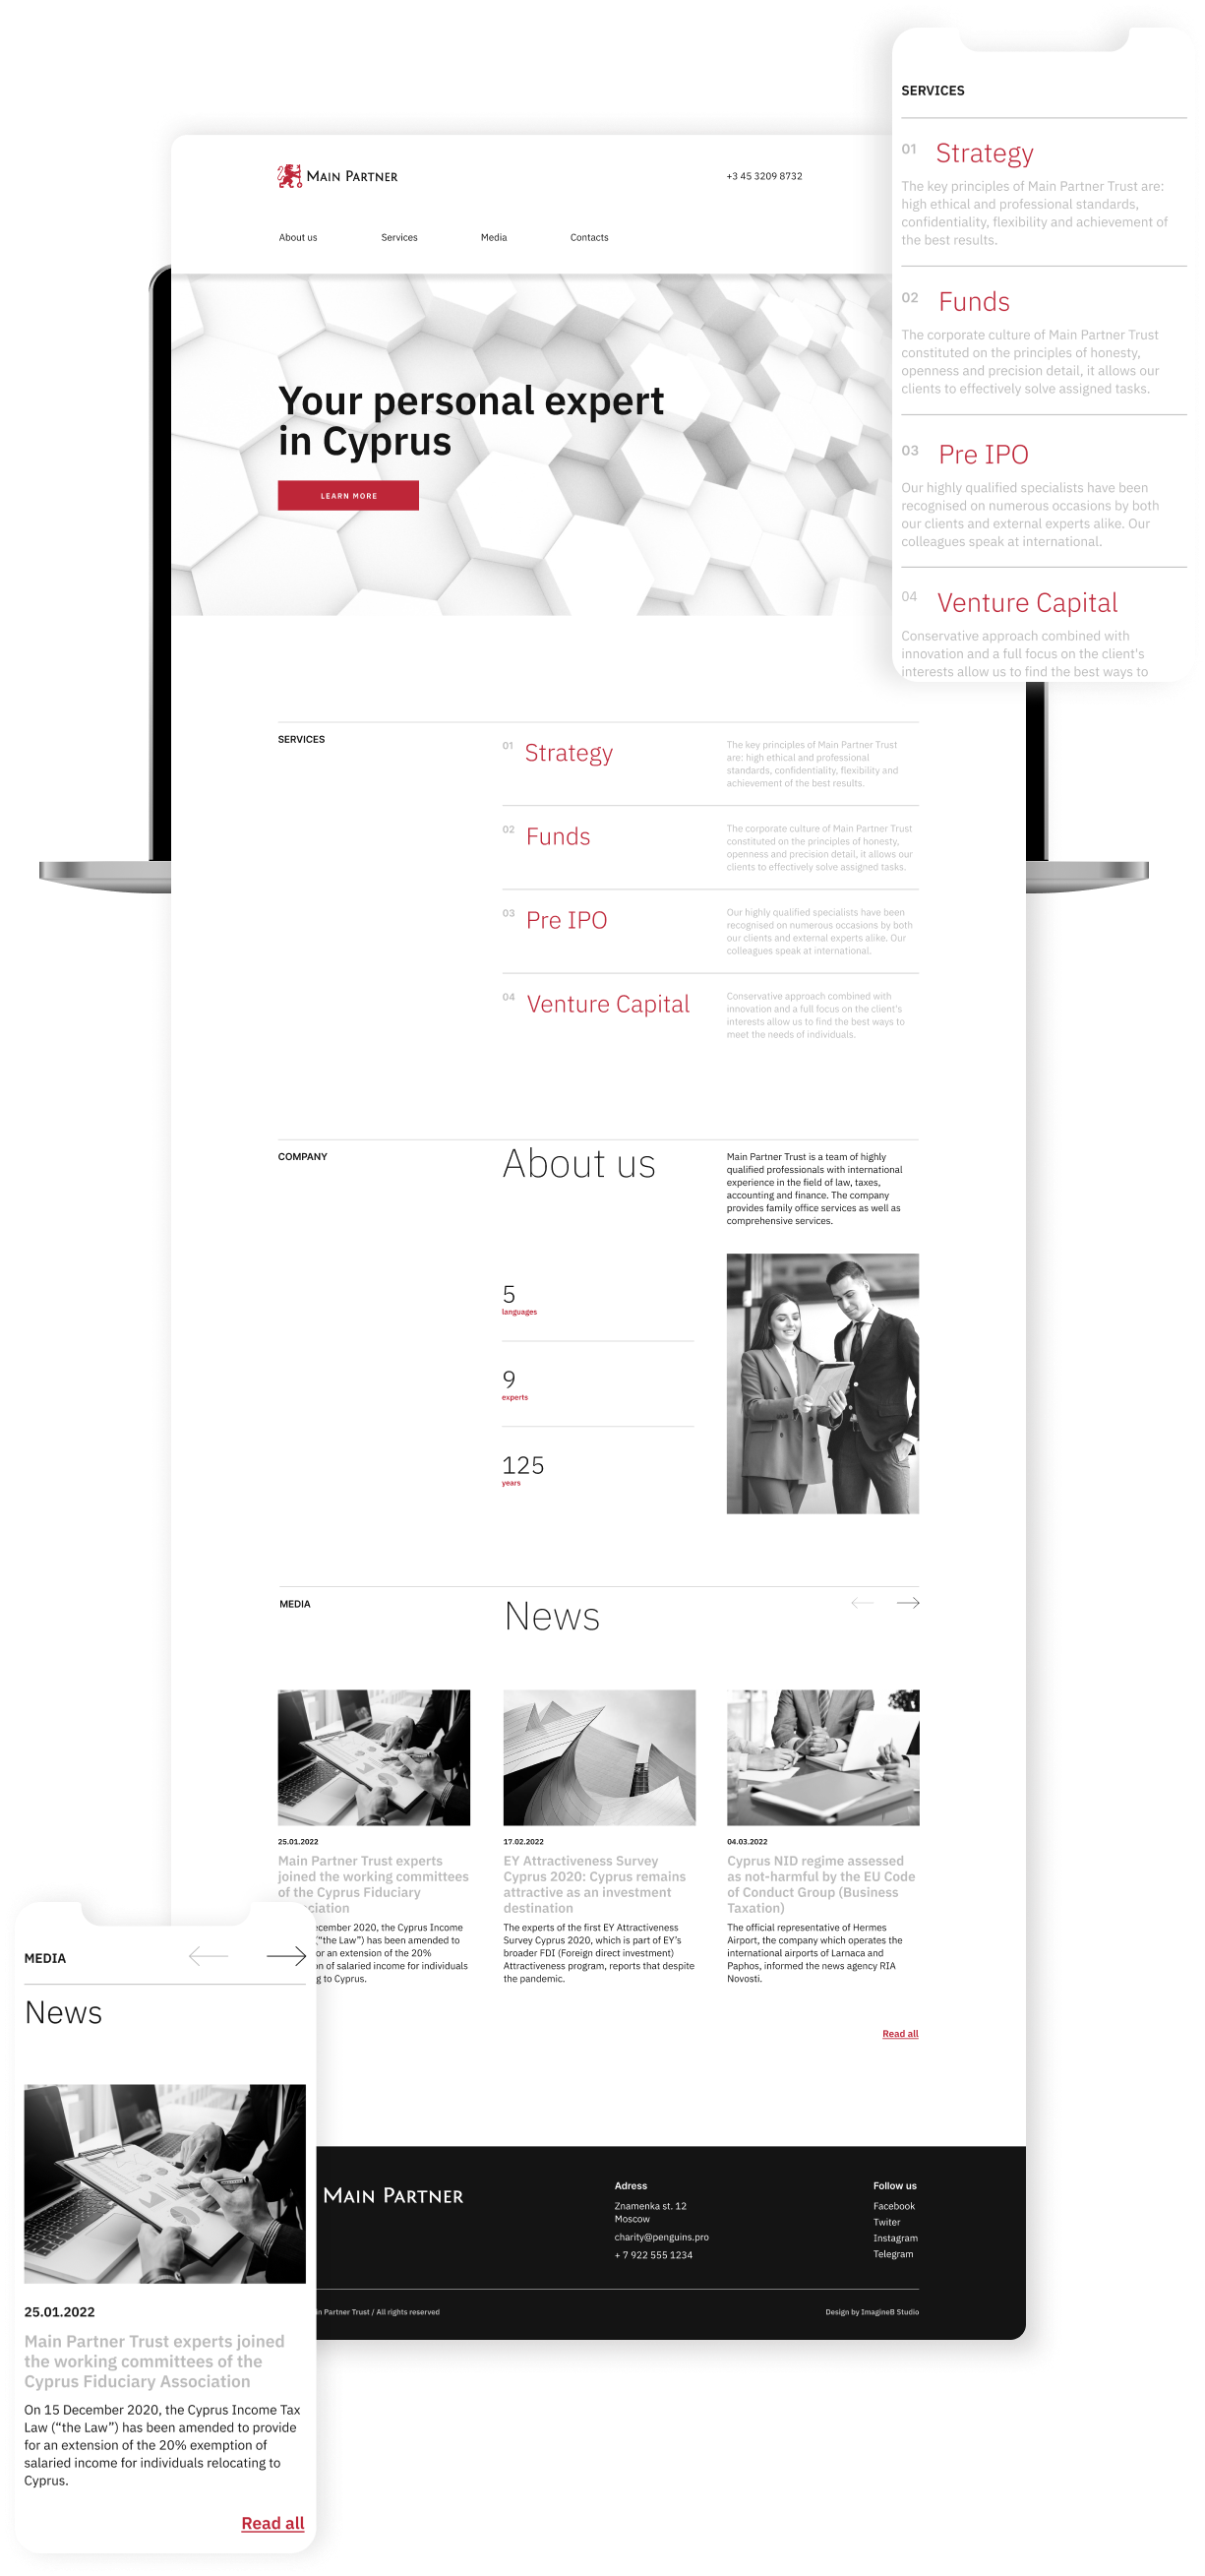 SERVICES
01 Strategy
The key principles of Main Partner Trust are:
high ethical and professional standards,
confidentiality, flexibility and achievement of
the best results.
02 Funds
The corporate culture of Main Partner Trust
constituted on the principles of honesty,
openness and precision detail, it allows our
clients to effectively solve assigned tasks.
03 Pre IPO
Our highly qualified specialists have been
recognised on numerous occasions by both
our clients and external experts alike. Our
colleagues speak at international.
04 Venture Capital
Conservative approach combined with
innovation and a full focus on the client's
interests allow us to find the best ways to
MAIN PARTNER
+3 45 3209 8732
About us Services Media Contacts
Your personal expert
in Cyprus
LEARN MORE
SERVICES
01 Strategy
The key principles of Main Partner Trust
are: high ethical and professional
standards, confidentiality, flexibility and
achievement of the best results.
02 Funds
The corporate culture of Main Partner Trust
constituted on the principles of honesty,
openness and precision detail, it allows our
clients to effectively solve assigned tasks.
03 Pre IPO
Our highly qualified specialists have been
recognised on numerous occasions by both
our clients and external experts alike. Our
colleagues speak at international.
04 Venture Capital
Conservative approach combined with
innovation and a full focus on the client's
interests allow us to find the best ways to
meet the needs of individuals.
COMPANY
About us
Main Partner Trust is a team of highly
qualified professionals with international
experience in the field of law, taxes,
accounting and finance. The company
provides family office services as well as
comprehensive services.
5
languages
9
experts
125
years
MEDIA
News
25.01.2022
Main Partner Trust experts
joined the working committees
of the Cyprus Fiduciary
ciation
ecember 2020, the Cyprus Income
("the Law") has been amended to
or an extension of the 20%
n of salaried income for individuals
g to Cyprus.
17.02.2022
EY Attractiveness Survey
Cyprus 2020: Cyprus remains
attractive as an investment
destination
The experts of the first EY Attractiveness
Survey Cyprus 2020, which is part of EY's
broader FDI (Foreign direct investment)
Attractiveness program, reports that despite
the pandemic.
04.03.2022
Cyprus NID regime assessed
as not-harmful by the EU Code
of Conduct Group (Business
Taxation)
The official representative of Hermes
Airport, the company which operates the
international airports of Larnaca and
Paphos, informed the news agency RIA
Novosti.
Read all
MAIN PARTNER
Adress
Znamenka st. 12
Moscow
charity@penguins.pro
+ 7 922 555 1234
Follow us
Facebook
Twiter
Instagram
Telegram
in Partner Trust / All rights reserved
Design by ImagineB Studio
MEDIA
News
25.01.2022
Main Partner Trust experts joined
the working committees of the
Cyprus Fiduciary Association
On 15 December 2020, the Cyprus Income Tax
Law (“the Law”) has been amended to provide
for an extension of the 20% exemption of
salaried income for individuals relocating to
Cyprus.
Read all